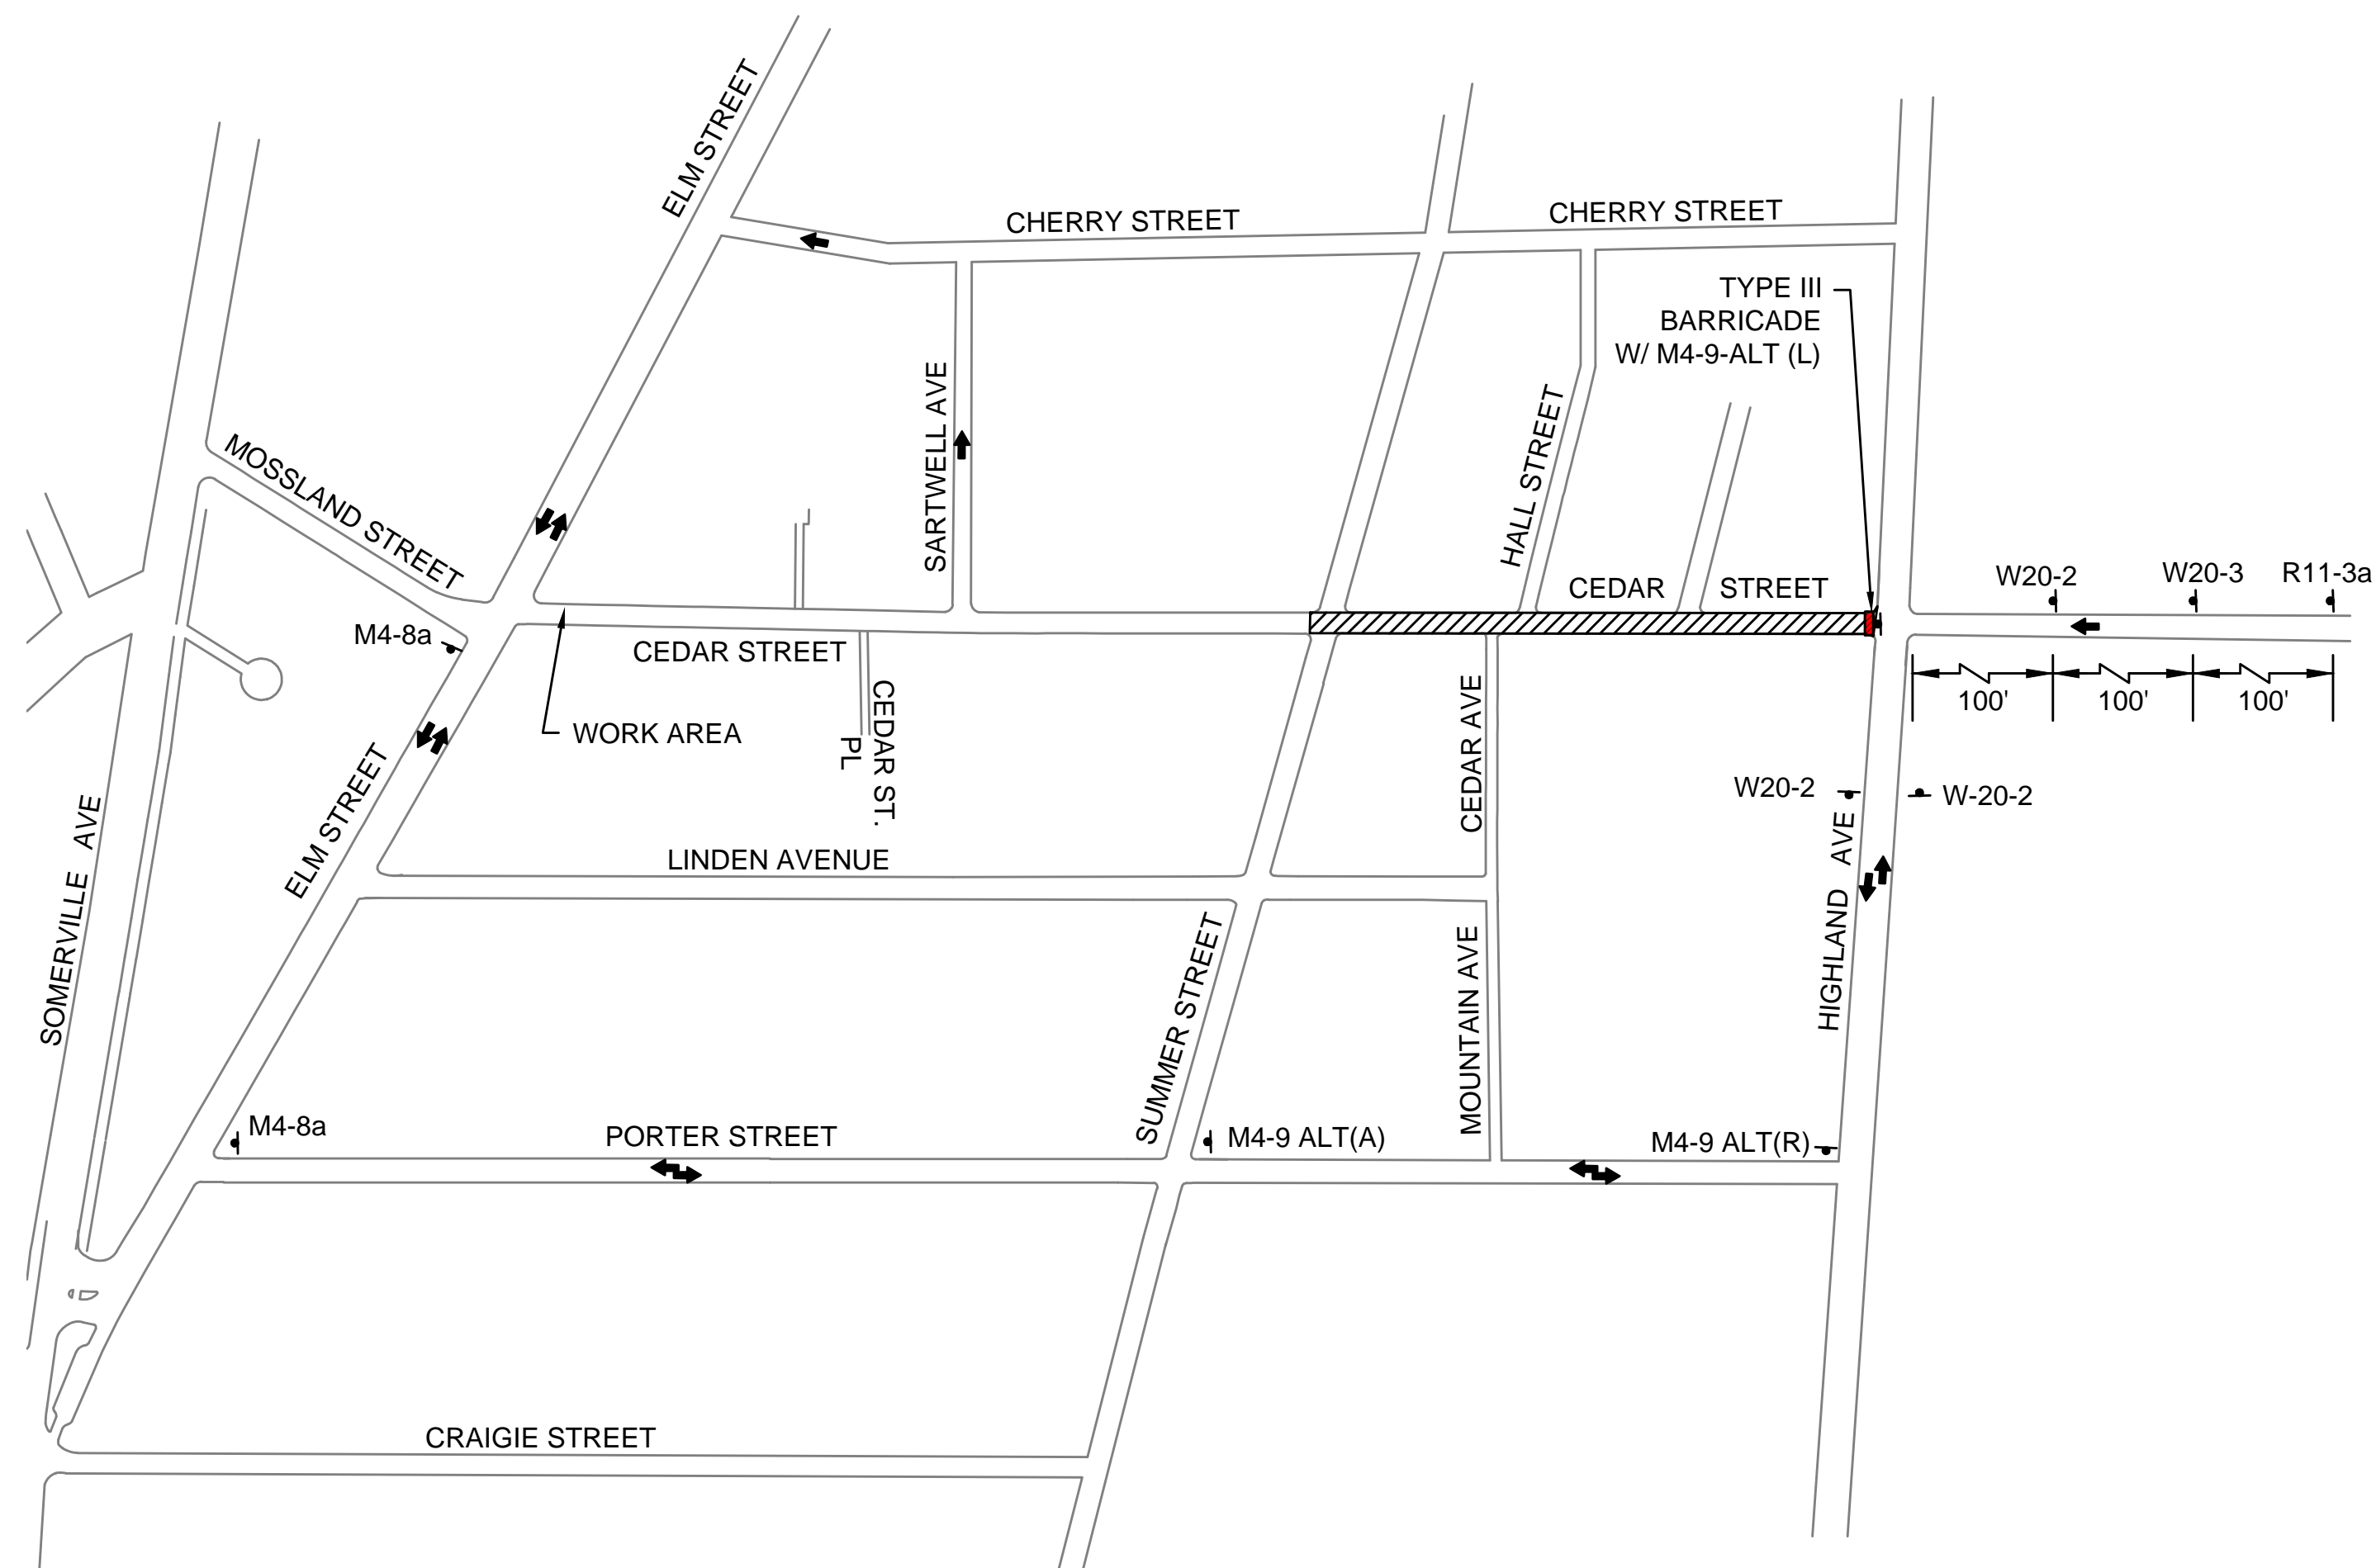 ELM STREET
CHERRY STREET
CHERRY STREET
TYPE III
BARRICADE
W/ M4-9-ALT (L)
MOSSLAND STREET
SARTWELL AVE
HALL STREET
CEDAR STREET
W20-2
W20-3
R11-3a
M4-8a
CEDAR STREET
WORK AREA
CEDAR ST.
PL
CEDAR AVE
100'
100'
100'
W20-2
W-20-2
SOMERVILLE AVE
ELM STREET
LINDEN AVENUE
HIGHLAND AVE
SUMMER STREET
MOUNTAIN AVE
M4-8a
PORTER STREET
M4-9 ALT(A)
M4-9 ALT(R)
CRAIGIE STREET